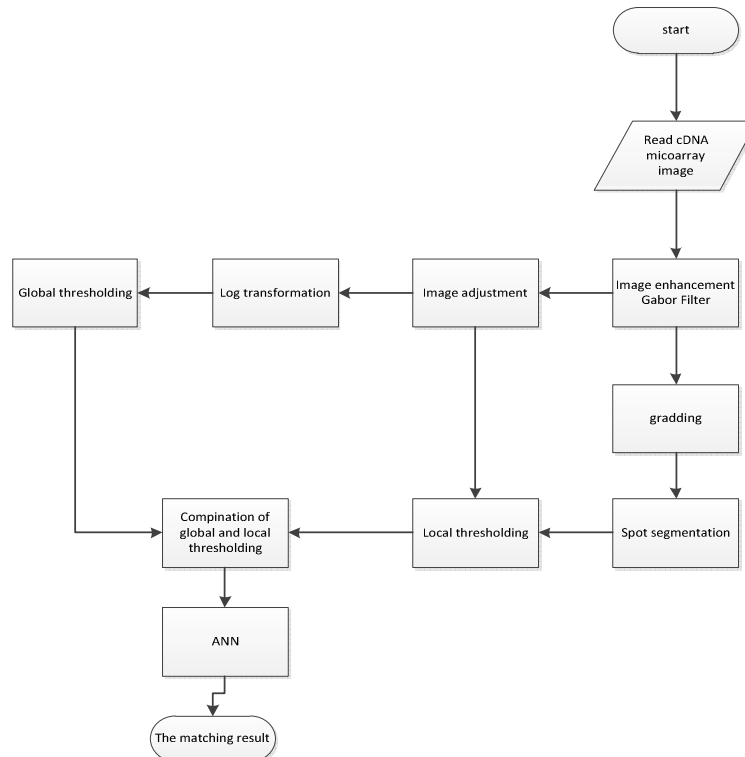 start
Read cDNA
micoarray
image
Global thresholding
Log transformation
Image adjustment
Image enhancement
Gabor Filter
gradding
Compination of
global and local
thresholding
Local thresholding
Spot segmentation
ANN
The matching result